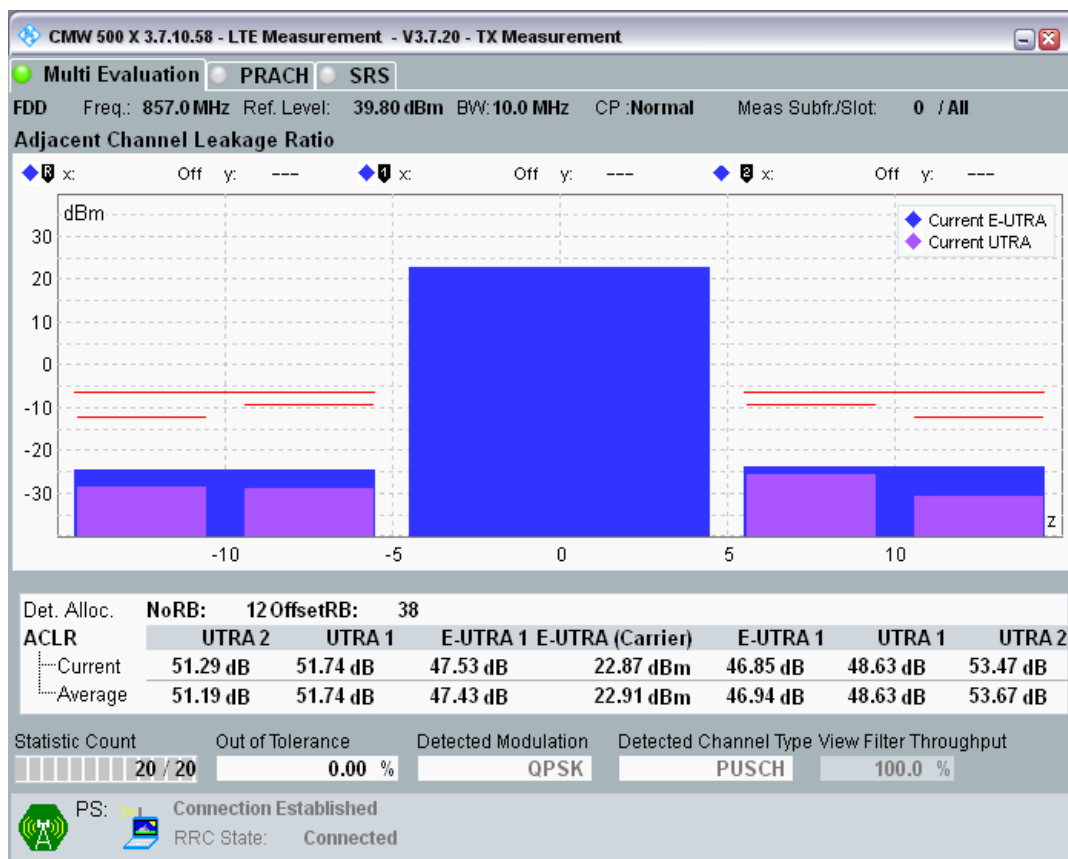 CMW 500 X 3.7.10.58 - LTE Measurement - V3.7.20 - TX Measurement
Multi Evaluation PRACH SRS
FDD Freq.: 857.0 MHz Ref. Level: 39.80 dBm BW: 10.0 MHz CP :Normal Meas Subfr./Slot: 0 / All
Adjacent Channel Leakage Ratio
R x: Off y: --- 1 x: Off y: --- 2 x: Off y: ---
dBm
Current E-UTRA
Current UTRA
30
20
10
0
-10
-20
-30
z
-10 -5 0 5 10
Det. Alloc. NoRB: 12 OffsetRB: 38
ACLR UTRA 2 UTRA 1 E-UTRA 1 E-UTRA (Carrier) E-UTRA 1 UTRA 1 UTRA 2
Current 51.29 dB 51.74 dB 47.53 dB 22.87 dBm 46.85 dB 48.63 dB 53.47 dB
Average 51.19 dB 51.74 dB 47.43 dB 22.91 dBm 46.94 dB 48.63 dB 53.67 dB
Statistic Count Out of Tolerance Detected Modulation Detected Channel Type View Filter Throughput
20 / 20 0.00 % QPSK PUSCH 100.0 %
PS: Connection Established
RRC State: Connected